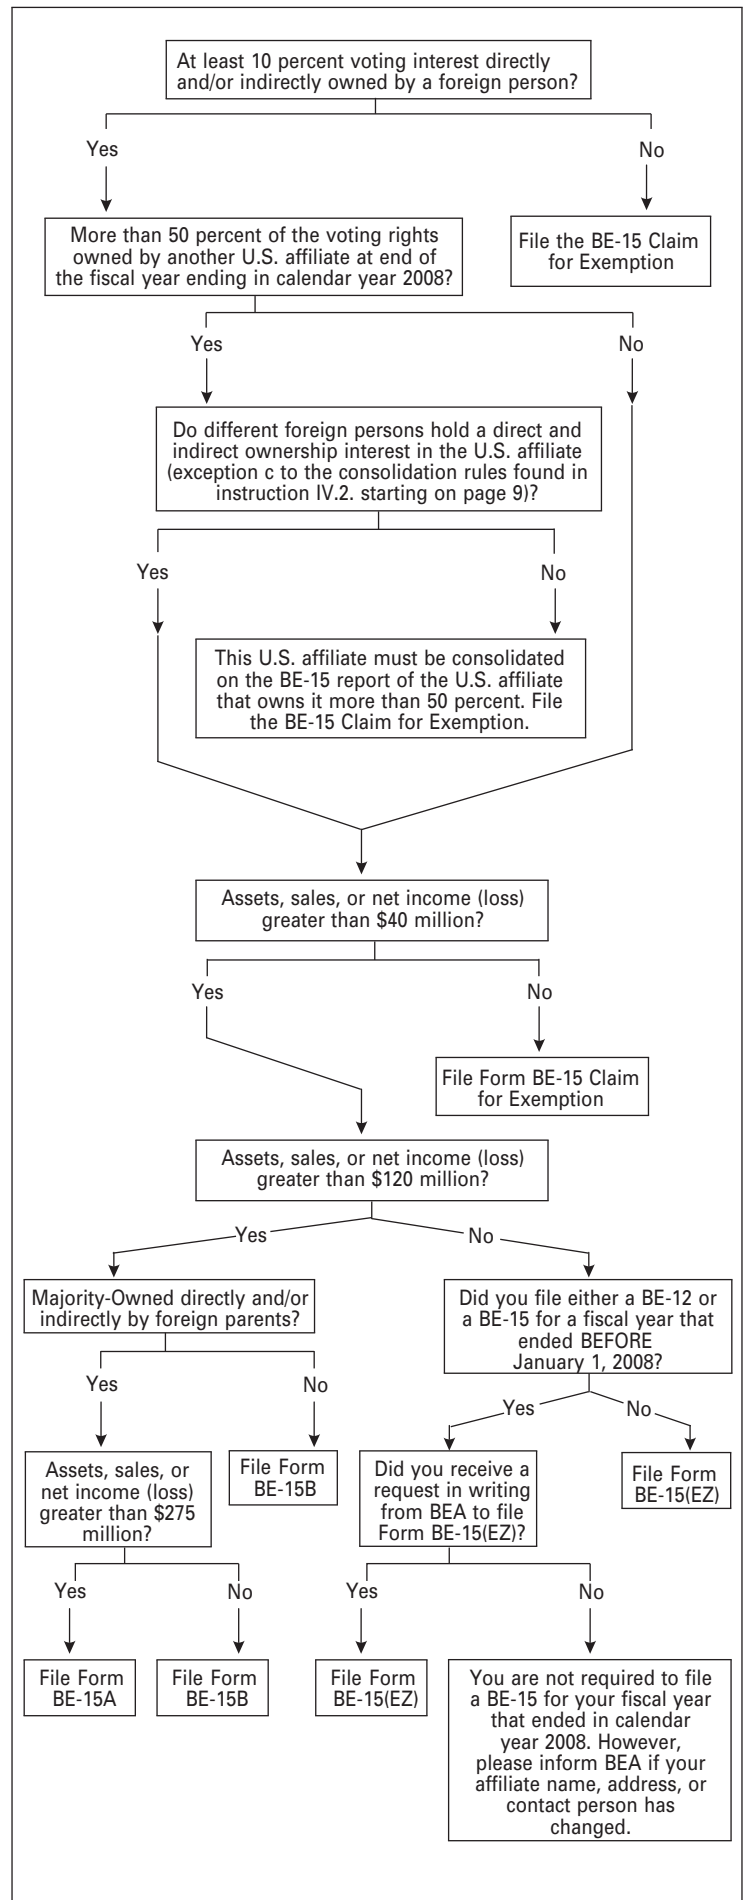 At least 10 percent voting interest directly
and/or indirectly owned by a foreign person?
Yes
No
More than 50 percent of the voting rights
owned by another U.S. affiliate at end of
the fiscal year ending in calendar year 2008?
File the BE-15 Claim
for Exemption
Yes
No
Do different foreign persons hold a direct and
indirect ownership interest in the U.S. affiliate
(exception c to the consolidation rules found in
instruction IV.2. starting on page 9)?
Yes
No
This U.S. affiliate must be consolidated
on the BE-15 report of the U.S. affiliate
that owns it more than 50 percent. File
the BE-15 Claim for Exemption.
Assets, sales, or net income (loss)
greater than $40 million?
Yes
No
File Form BE-15 Claim
for Exemption
Assets, sales, or net income (loss)
greater than $120 million?
Yes
No
Majority-Owned directly and/or
indirectly by foreign parents?
Did you file either a BE-12 or
a BE-15 for a fiscal year that
ended BEFORE
January 1, 2008?
Yes
No
Yes
No
Assets, sales, or
net income (loss)
greater than $275
million?
File Form
BE-15B
Did you receive a
request in writing
from BEA to file
Form BE-15(EZ)?
File Form
BE-15(EZ)
Yes
No
Yes
No
File Form
BE-15A
File Form
BE-15B
File Form
BE-15(EZ)
You are not required to file
a BE-15 for your fiscal year
that ended in calendar
year 2008. However,
please inform BEA if your
affiliate name, address, or
contact person has
changed.